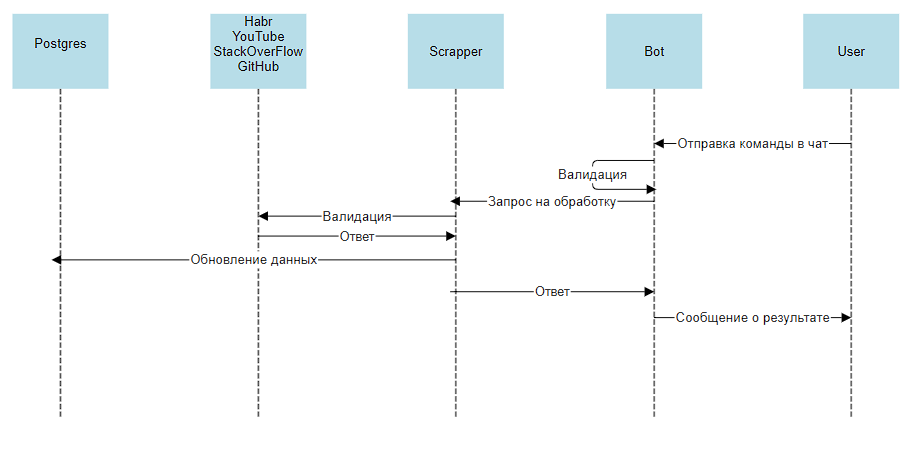 Postgres
Habr
YouTube
StackOverFlow
GitHub
Scrapper
Bot
User
Отправка команды в чат
Валидация
Запрос на обработку
Валидация
Ответ
Обновление данных
Ответ
Сообщение о результате